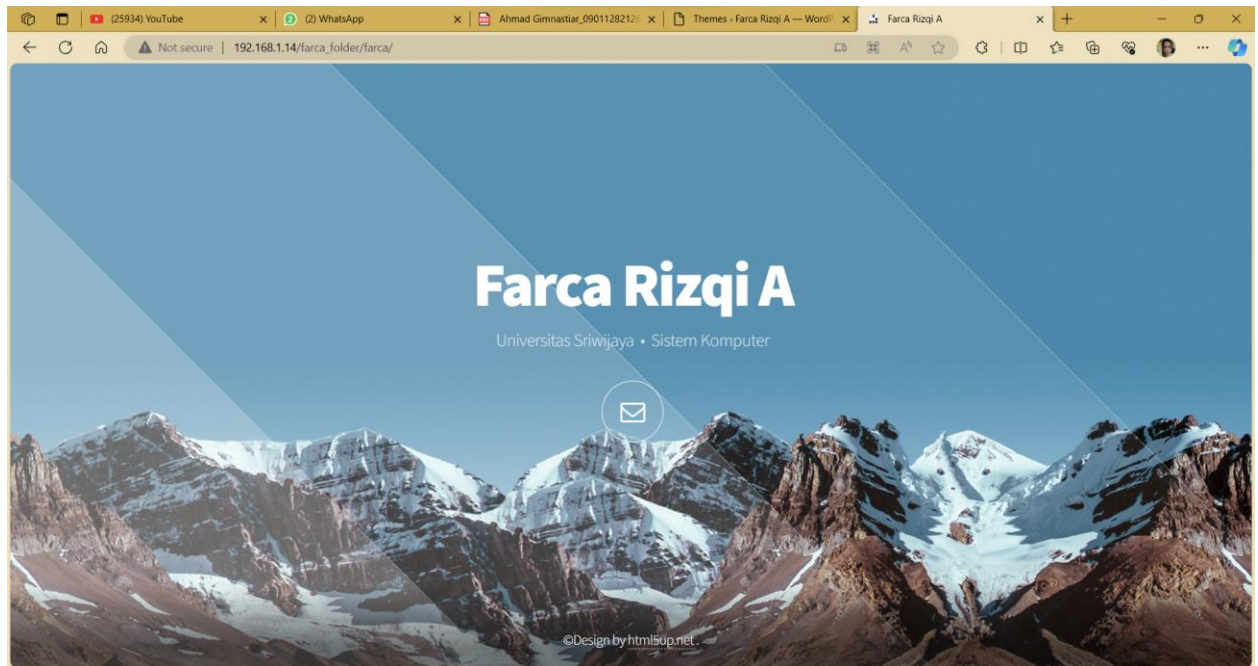 (25934) YouTube
(2) WhatsApp
Ahmad Gimnastiar_0901128212
Themes ‹ Farca Rizqi A — WordP
Farca Rizqi A
Not secure | 192.168.1.14/farca_folder/farca/
Farca Rizqi A
Universitas Sriwijaya • Sistem Komputer
©Design by html5up.net .